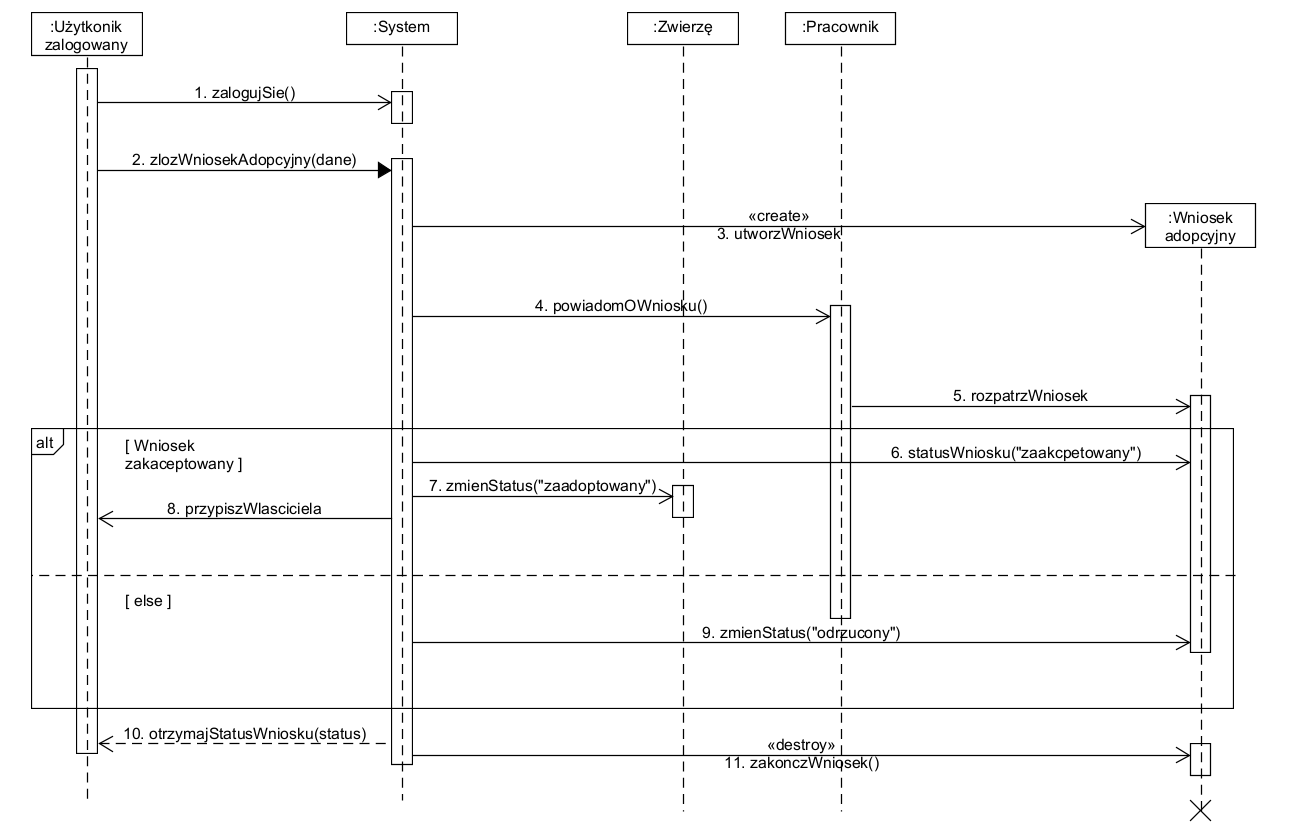 :Użytkonik
zalogowany
:System
:Zwierzę
:Pracownik
1. zalogujSie()
2. zlozWniosekAdopcyjny(dane)
«create»
3. utworzWniosek
:Wniosek
adopcyjny
4. powiadomOWniosku()
5. rozpatrzWniosek
alt
[ Wniosek
zakaceptowany ]
6. statusWniosku("zaakcpetowany")
7. zmienStatus("zaadoptowany")
8. przypiszWlasciciela
[ else ]
9. zmienStatus("odrzucony")
10. otrzymajStatusWniosku(status)
«destroy»
11. zakonczWniosek()